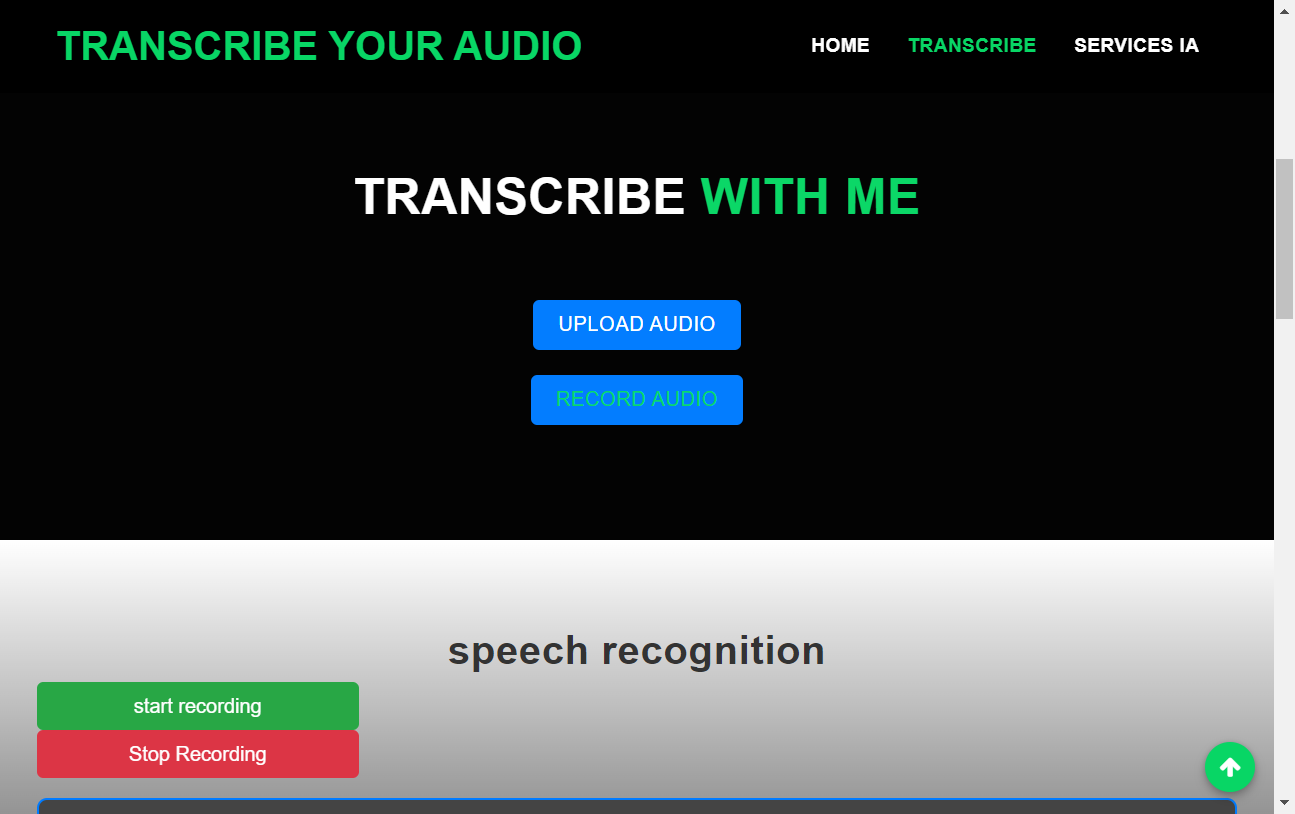 TRANSCRIBE YOUR AUDIO
HOME TRANSCRIBE SERVICES IA
TRANSCRIBE WITH ME
UPLOAD AUDIO
RECORD AUDIO
speech recognition
start recording
Stop Recording